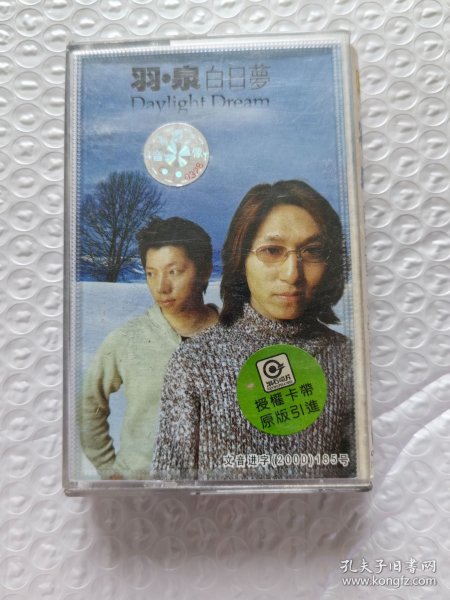 羽·泉 白日夢
Daylight Dream
0398
授權卡帶
原版引進
文音進字(2000)185号
孔夫子旧书网
www.kongfz.com